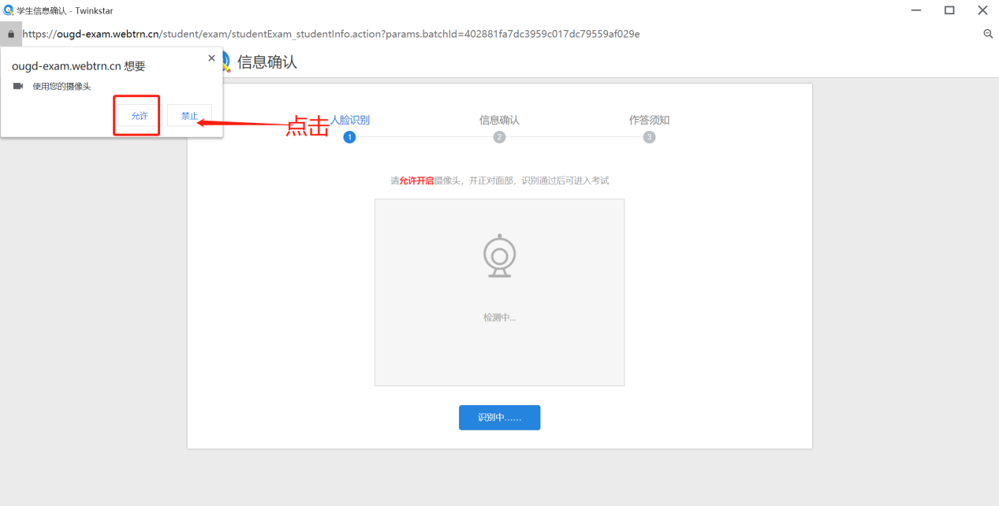 学生信息确认 - Twinkstar
https://ougd-exam.webtrn.cn/student/exam/studentExam_studentInfo.action?params.batchId=402881fa7dc3959c017dc79559af029e
ougd-exam.webtrn.cn 想要
使用您的摄像头
允许
禁止
点击
信息确认
人脸识别
信息确认
作答须知
1
2
3
请允许开启摄像头，并正对面部，识别通过后可进入考试
检测中...
识别中......